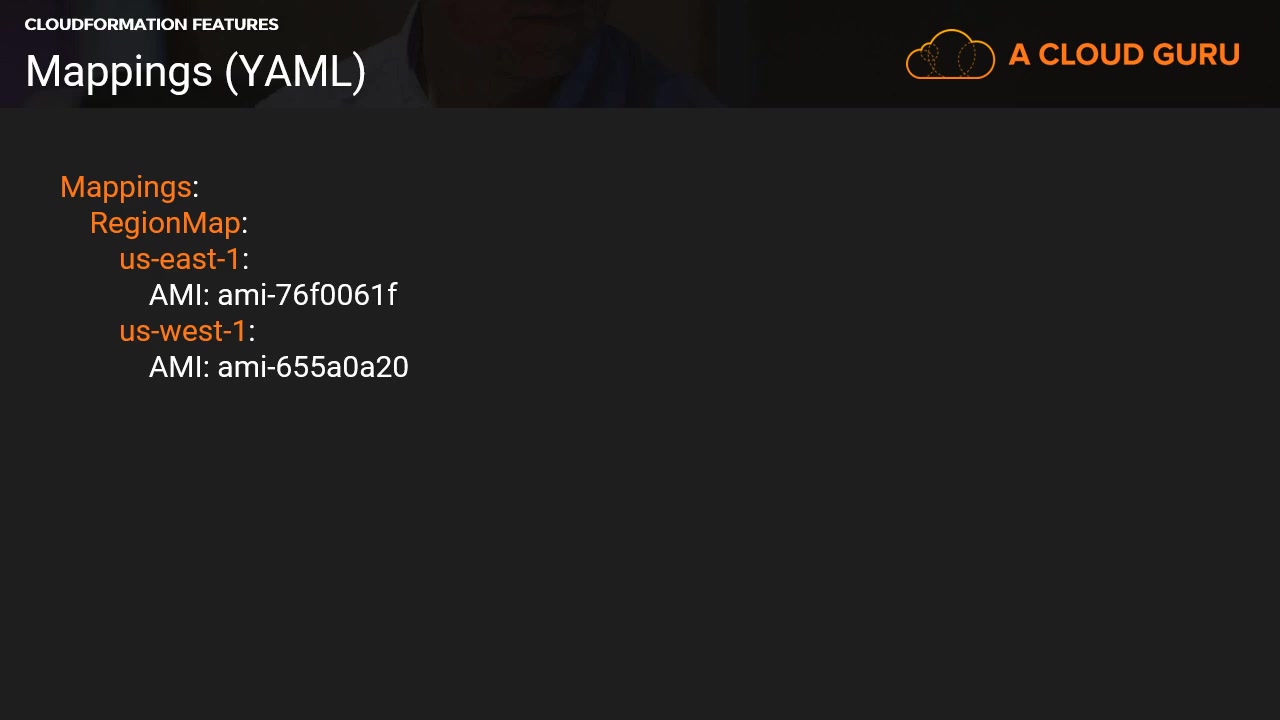 CLOUDFORMATION FEATURES
Mappings (YAML)
A CLOUD GURU
Mappings:
RegionMap:
us-east-1:
AMI: ami-76f0061f
us-west-1:
AMI: ami-655a0a20